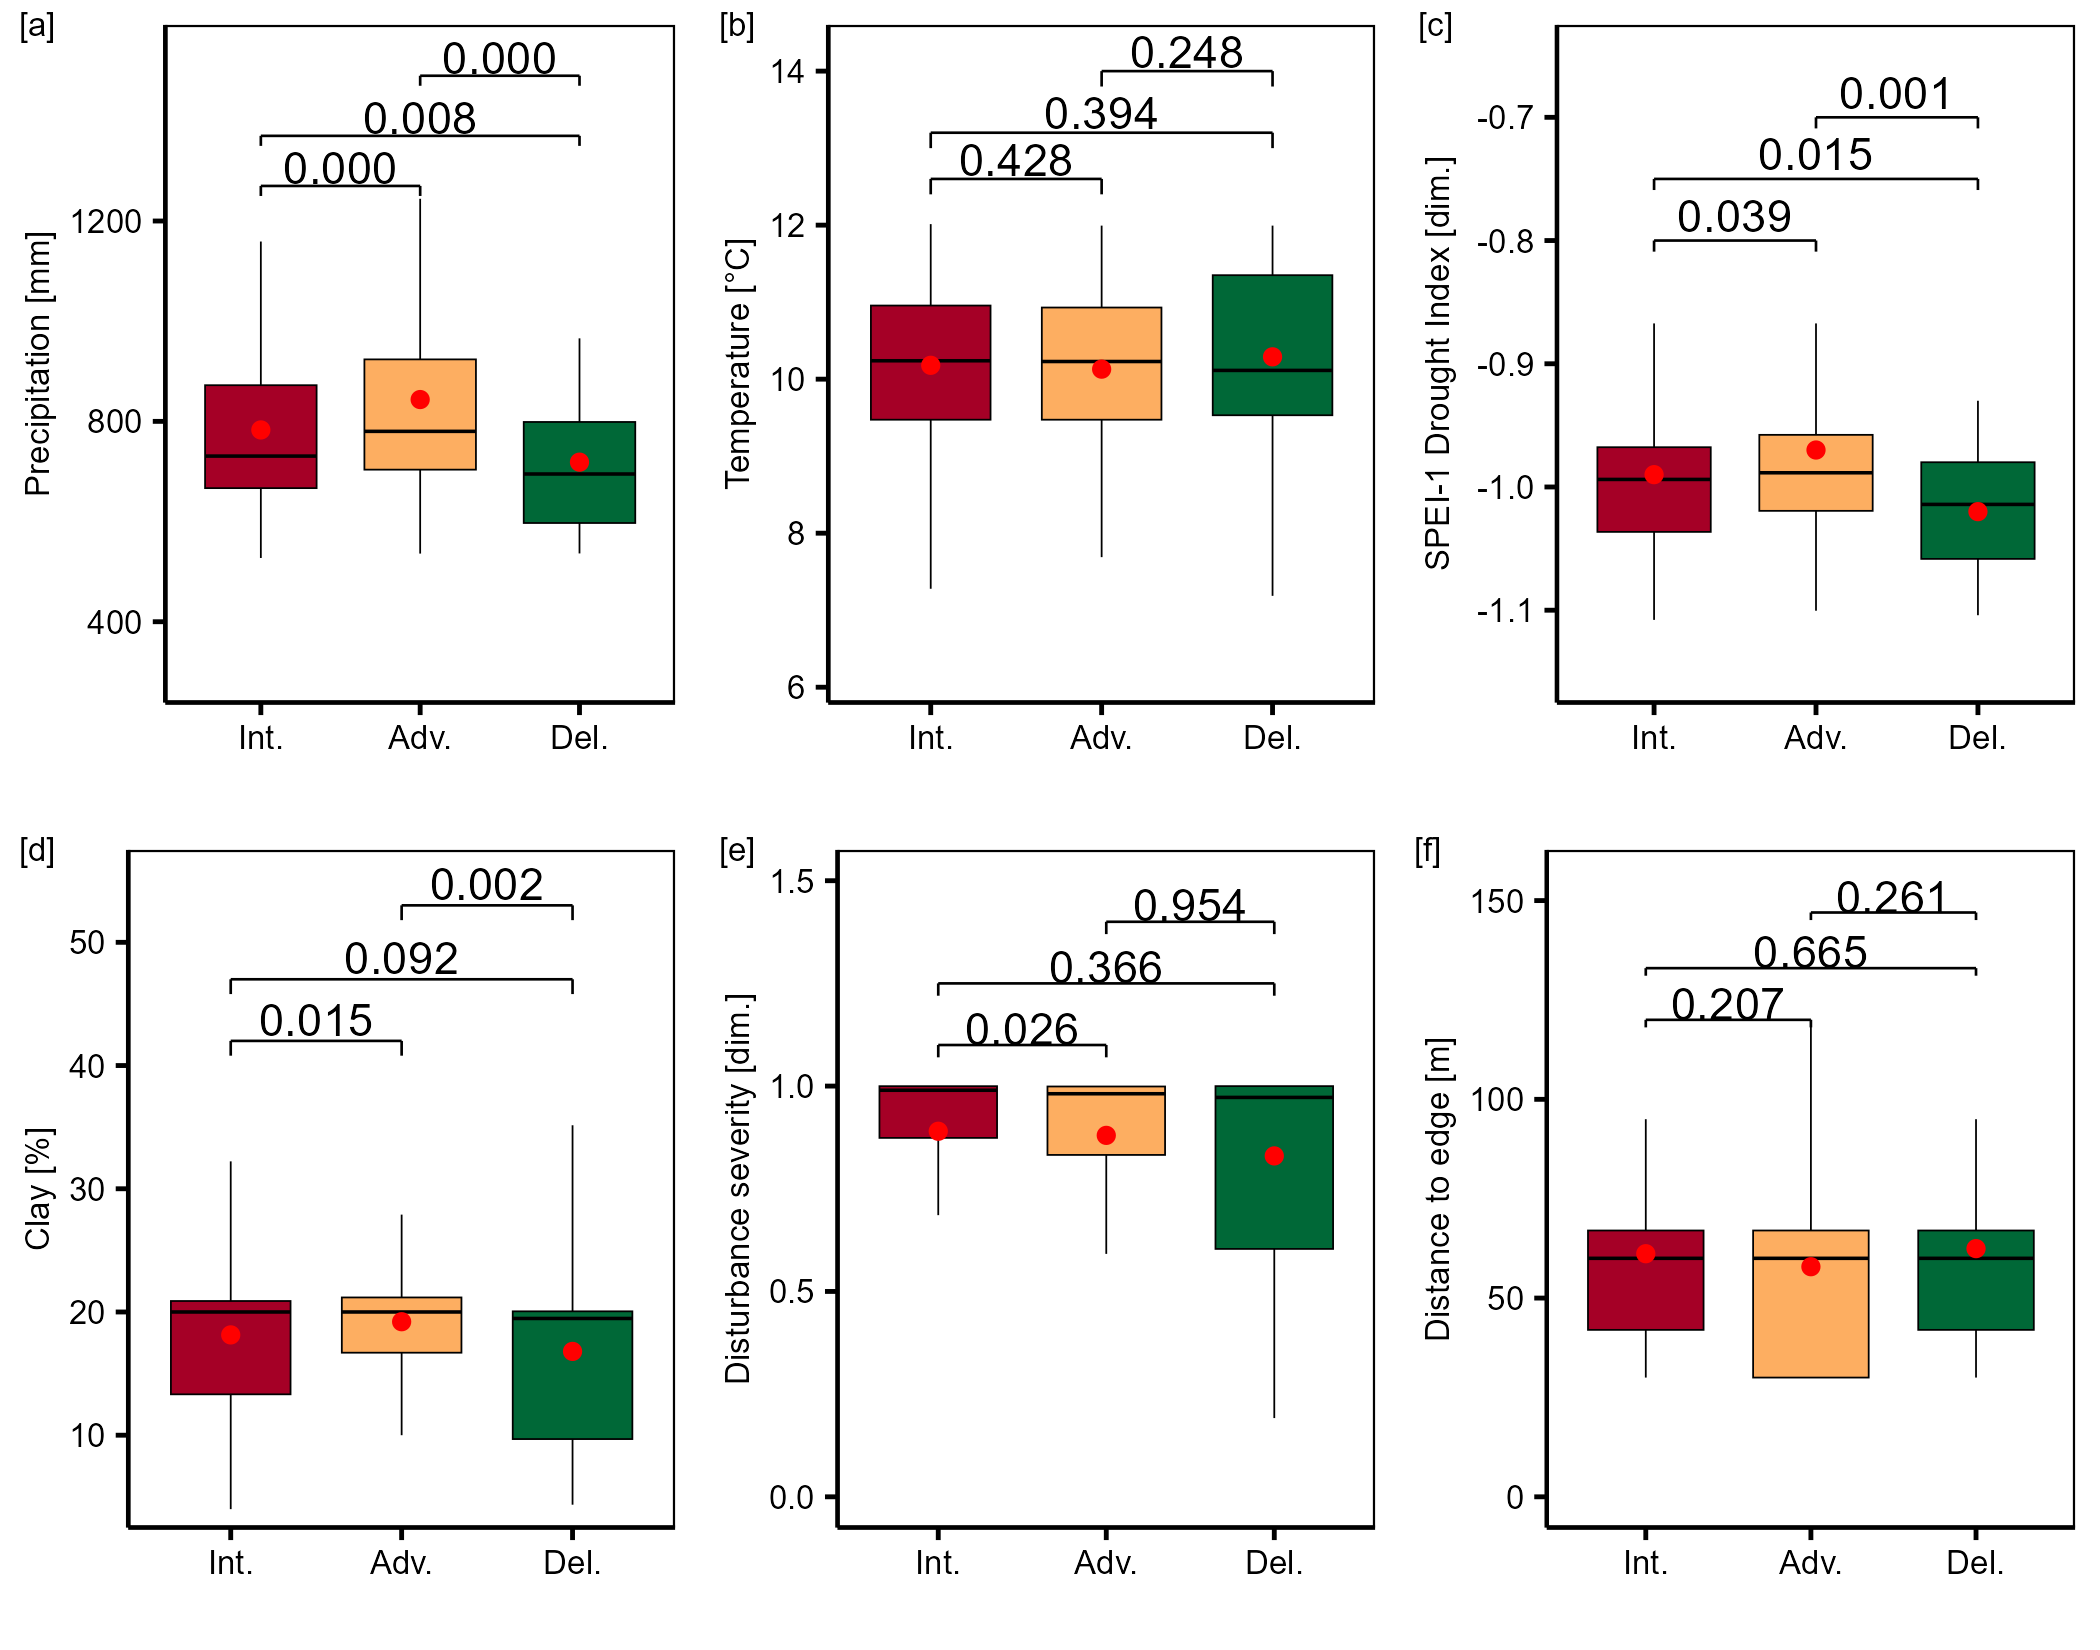 [a]
0.000
0.008
0.000
1200
800
400
Precipitation [mm]
Int. Adv. Del.
[b]
0.248
0.394
0.428
14
12
10
8
6
Temperature [°C]
Int. Adv. Del.
[c]
0.001
0.015
0.039
-0.7
-0.8
-0.9
-1.0
-1.1
SPEI-1 Drought Index [dim.]
Int. Adv. Del.
[d]
0.002
0.092
0.015
50
40
30
20
10
Clay [%]
Int. Adv. Del.
[e]
0.954
0.366
0.026
1.5
1.0
0.5
0.0
Disturbance severity [dim.]
Int. Adv. Del.
[f]
0.261
0.665
0.207
150
100
50
0
Distance to edge [m]
Int. Adv. Del.